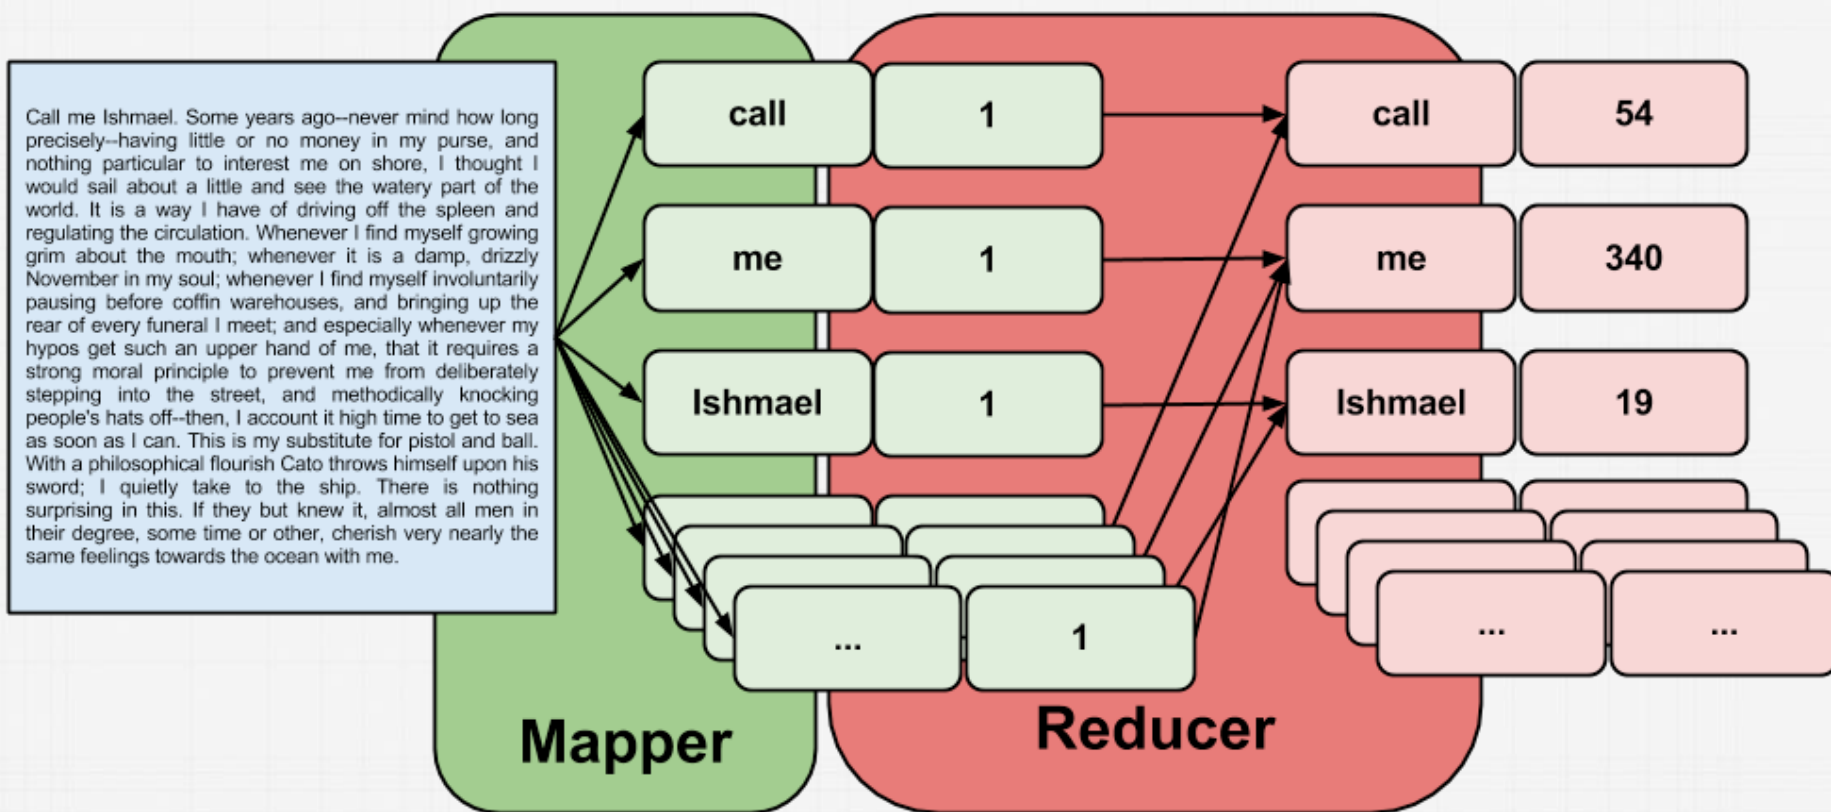 Call me Ishmael. Some years ago--never mind how long
precisely--having little or no money in my purse, and
nothing particular to interest me on shore, I thought I
would sail about a little and see the watery part of the
world. It is a way I have of driving off the spleen and
regulating the circulation. Whenever I find myself growing
grim about the mouth; whenever it is a damp, drizzly
November in my soul; whenever I find myself involuntarily
pausing before coffin warehouses, and bringing up the
rear of every funeral I meet; and especially whenever my
hypos get such an upper hand of me, that it requires a
strong moral principle to prevent me from deliberately
stepping into the street, and methodically knocking
people's hats off--then, I account it high time to get to sea
as soon as I can. This is my substitute for pistol and ball.
With a philosophical flourish Cato throws himself upon his
sword; I quietly take to the ship. There is nothing
surprising in this. If they but knew it, almost all men in
their degree, some time or other, cherish very nearly the
same feelings towards the ocean with me.
call 1
me 1
Ishmael 1
... 1
Mapper
call 54
me 340
Ishmael 19
... ...
Reducer